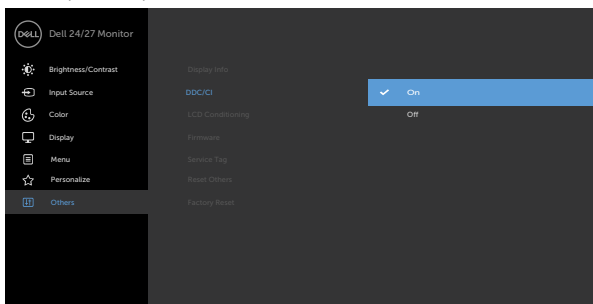 DELL
Dell 24/27 Monitor
Brightness/Contrast
Input Source
Color
Display
Menu
Personalize
Others
Display Info
DDC/CI
LCD Conditioning
Firmware
Service Tag
Reset Others
Factory Reset
On
Off